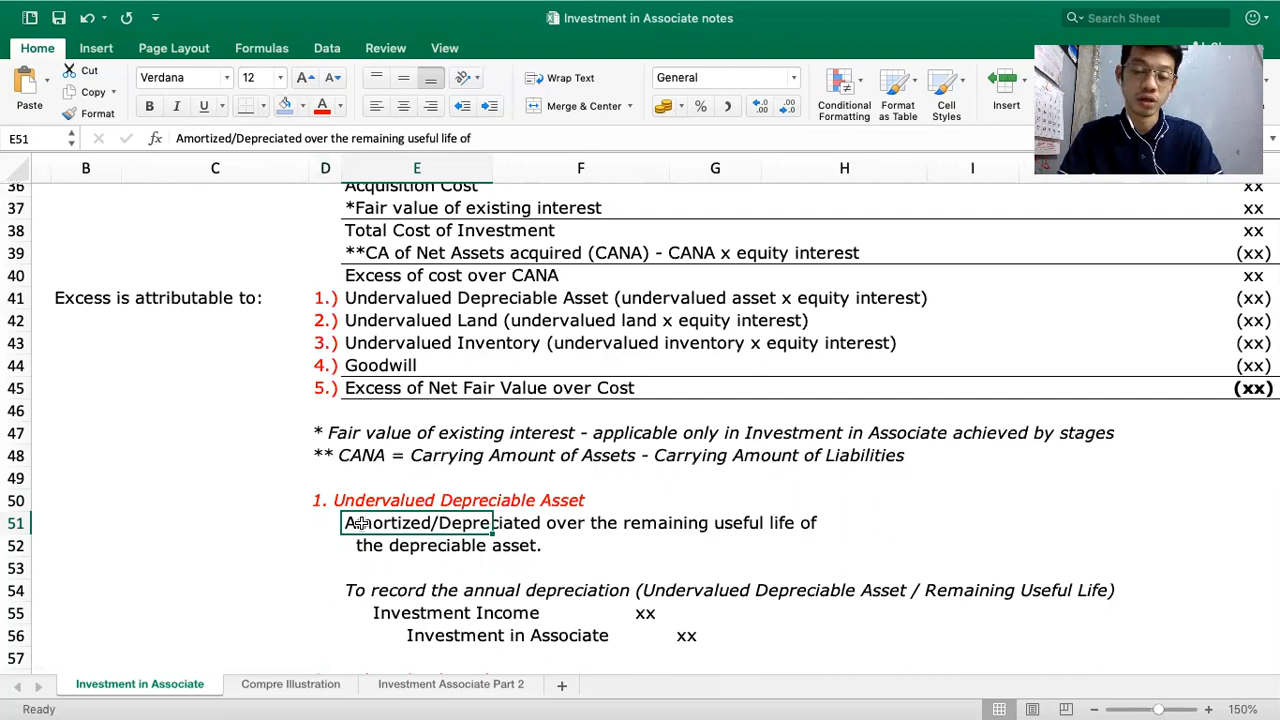 Investment in Associate notes
Search Sheet
Home Insert Page Layout Formulas Data Review View
Paste Cut Copy Format
Verdana 12
B I U A
Wrap Text
Merge & Center
General
%
Conditional Formatting
Format as Table
Cell Styles
Insert
E51 fx Amortized/Depreciated over the remaining useful life of
B C D E F G H I
36 Acquisition Cost xx
37 *Fair value of existing interest xx
38 Total Cost of Investment xx
39 **CA of Net Assets acquired (CANA) - CANA x equity interest (xx)
40 Excess of cost over CANA xx
41 Excess is attributable to: 1.) Undervalued Depreciable Asset (undervalued asset x equity interest) (xx)
42 2.) Undervalued Land (undervalued land x equity interest) (xx)
43 3.) Undervalued Inventory (undervalued inventory x equity interest) (xx)
44 4.) Goodwill (xx)
45 5.) Excess of Net Fair Value over Cost (xx)
46
47 * Fair value of existing interest - applicable only in Investment in Associate achieved by stages
48 ** CANA = Carrying Amount of Assets - Carrying Amount of Liabilities
49
50 1. Undervalued Depreciable Asset
51 Amortized/Depreciated over the remaining useful life of
52 the depreciable asset.
53
54 To record the annual depreciation (Undervalued Depreciable Asset / Remaining Useful Life)
55 Investment Income xx
56 Investment in Associate xx
57
Investment in Associate Compre Illustration Investment Associate Part 2
Ready 150%